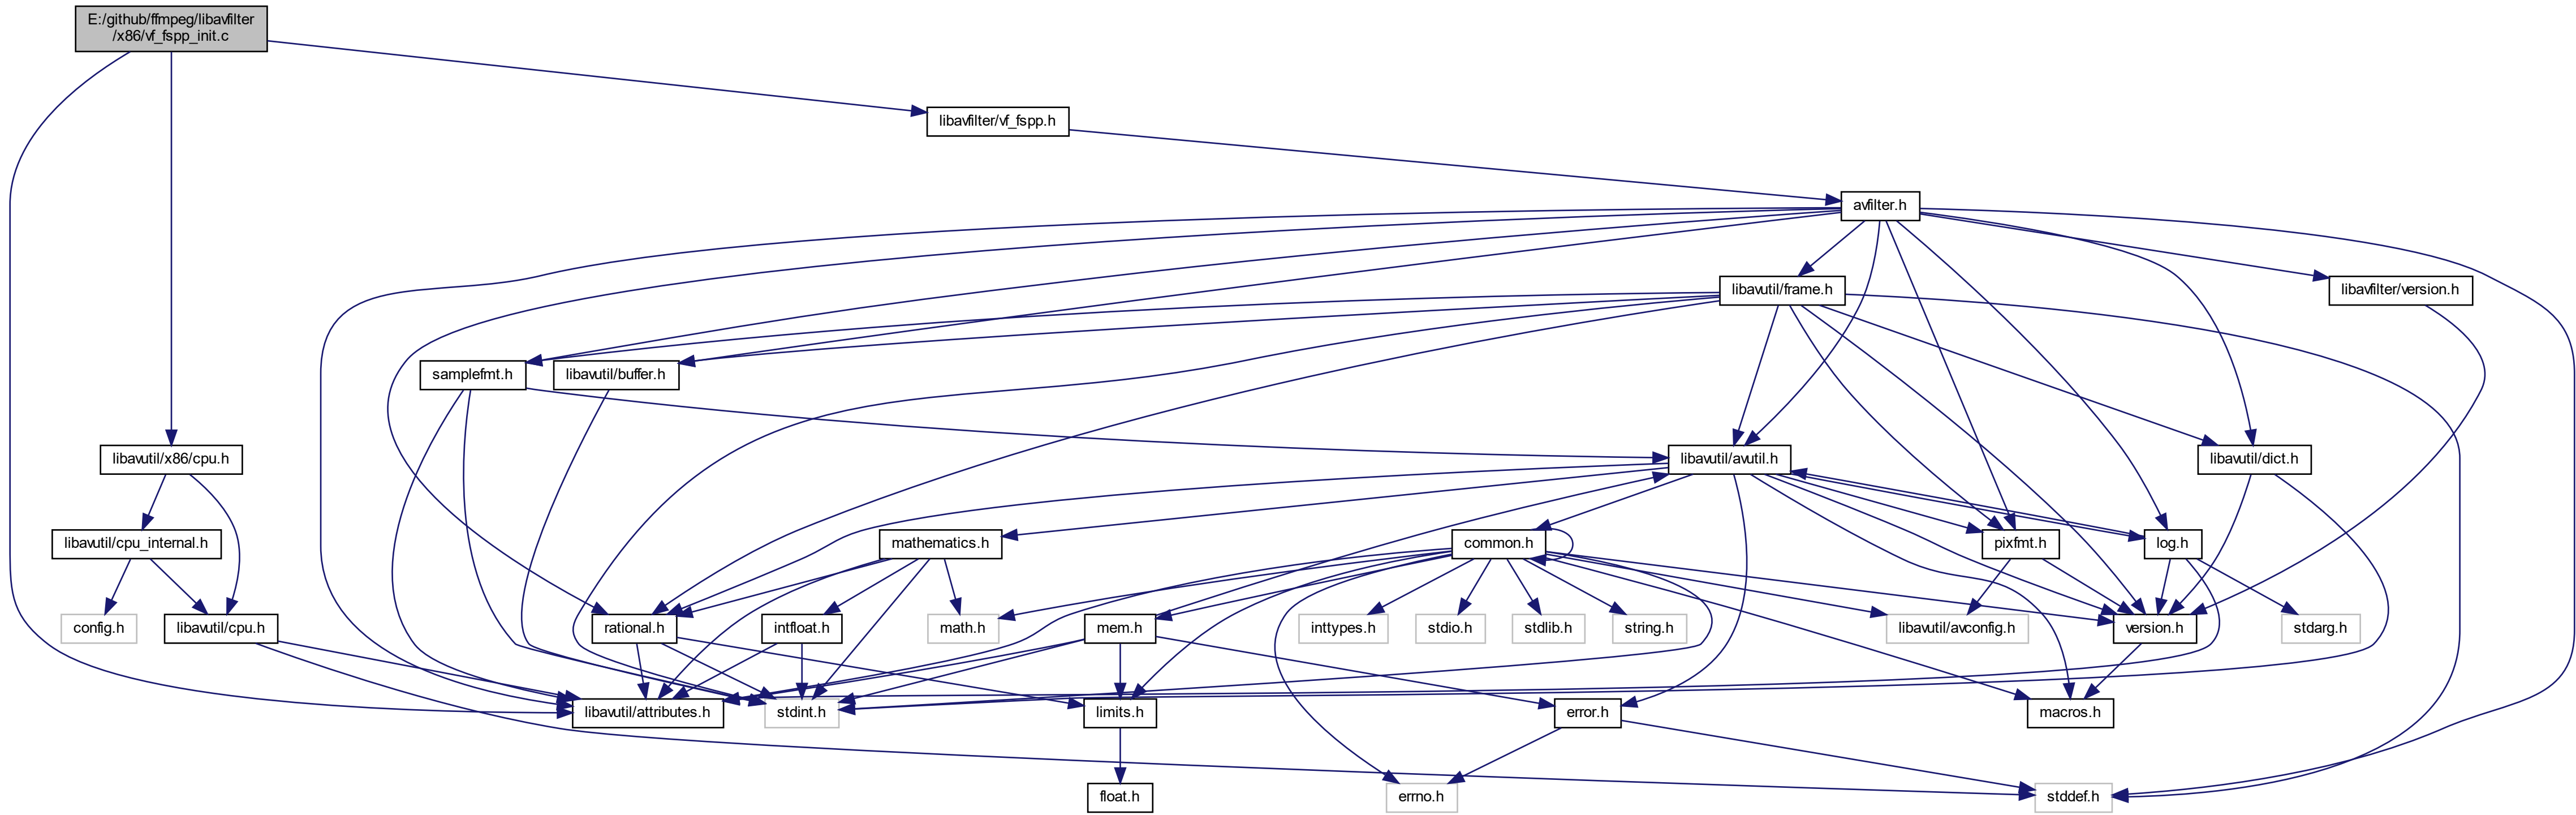 E:/github/ffmpeg/libavfilter
/x86/vf_fspp_init.c
libavfilter/vf_fspp.h
avfilter.h
libavutil/frame.h
libavfilter/version.h
samplefmt.h
libavutil/buffer.h
libavutil/x86/cpu.h
libavutil/avutil.h
libavutil/dict.h
libavutil/cpu_internal.h
mathematics.h
common.h
pixfmt.h
log.h
config.h
libavutil/cpu.h
rational.h
intfloat.h
math.h
mem.h
inttypes.h
stdio.h
stdlib.h
string.h
libavutil/avconfig.h
version.h
stdarg.h
libavutil/attributes.h
stdint.h
limits.h
error.h
macros.h
float.h
errno.h
stddef.h